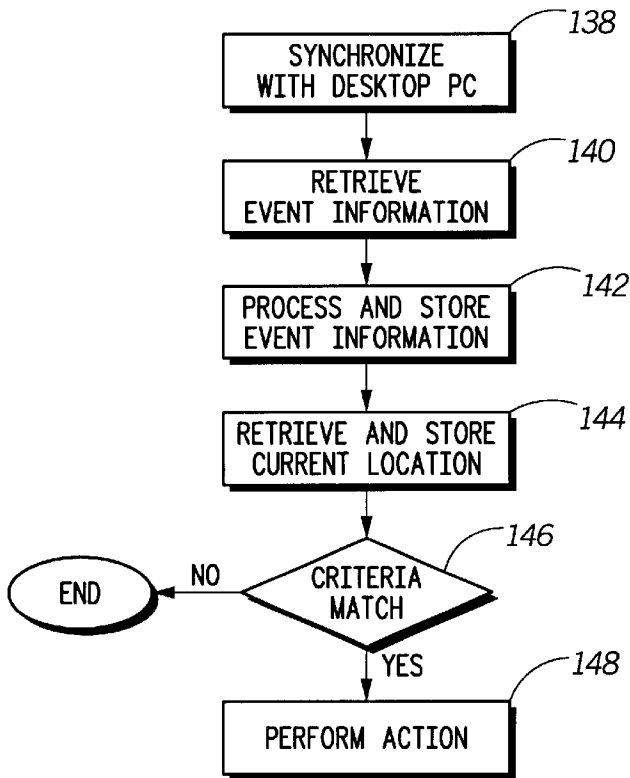 138
SYNCHRONIZE
WITH DESKTOP PC
140
RETRIEVE
EVENT INFORMATION
142
PROCESS AND STORE
EVENT INFORMATION
144
RETRIEVE AND STORE
CURRENT LOCATION
146
CRITERIA
MATCH
NO
END
YES
148
PERFORM ACTION